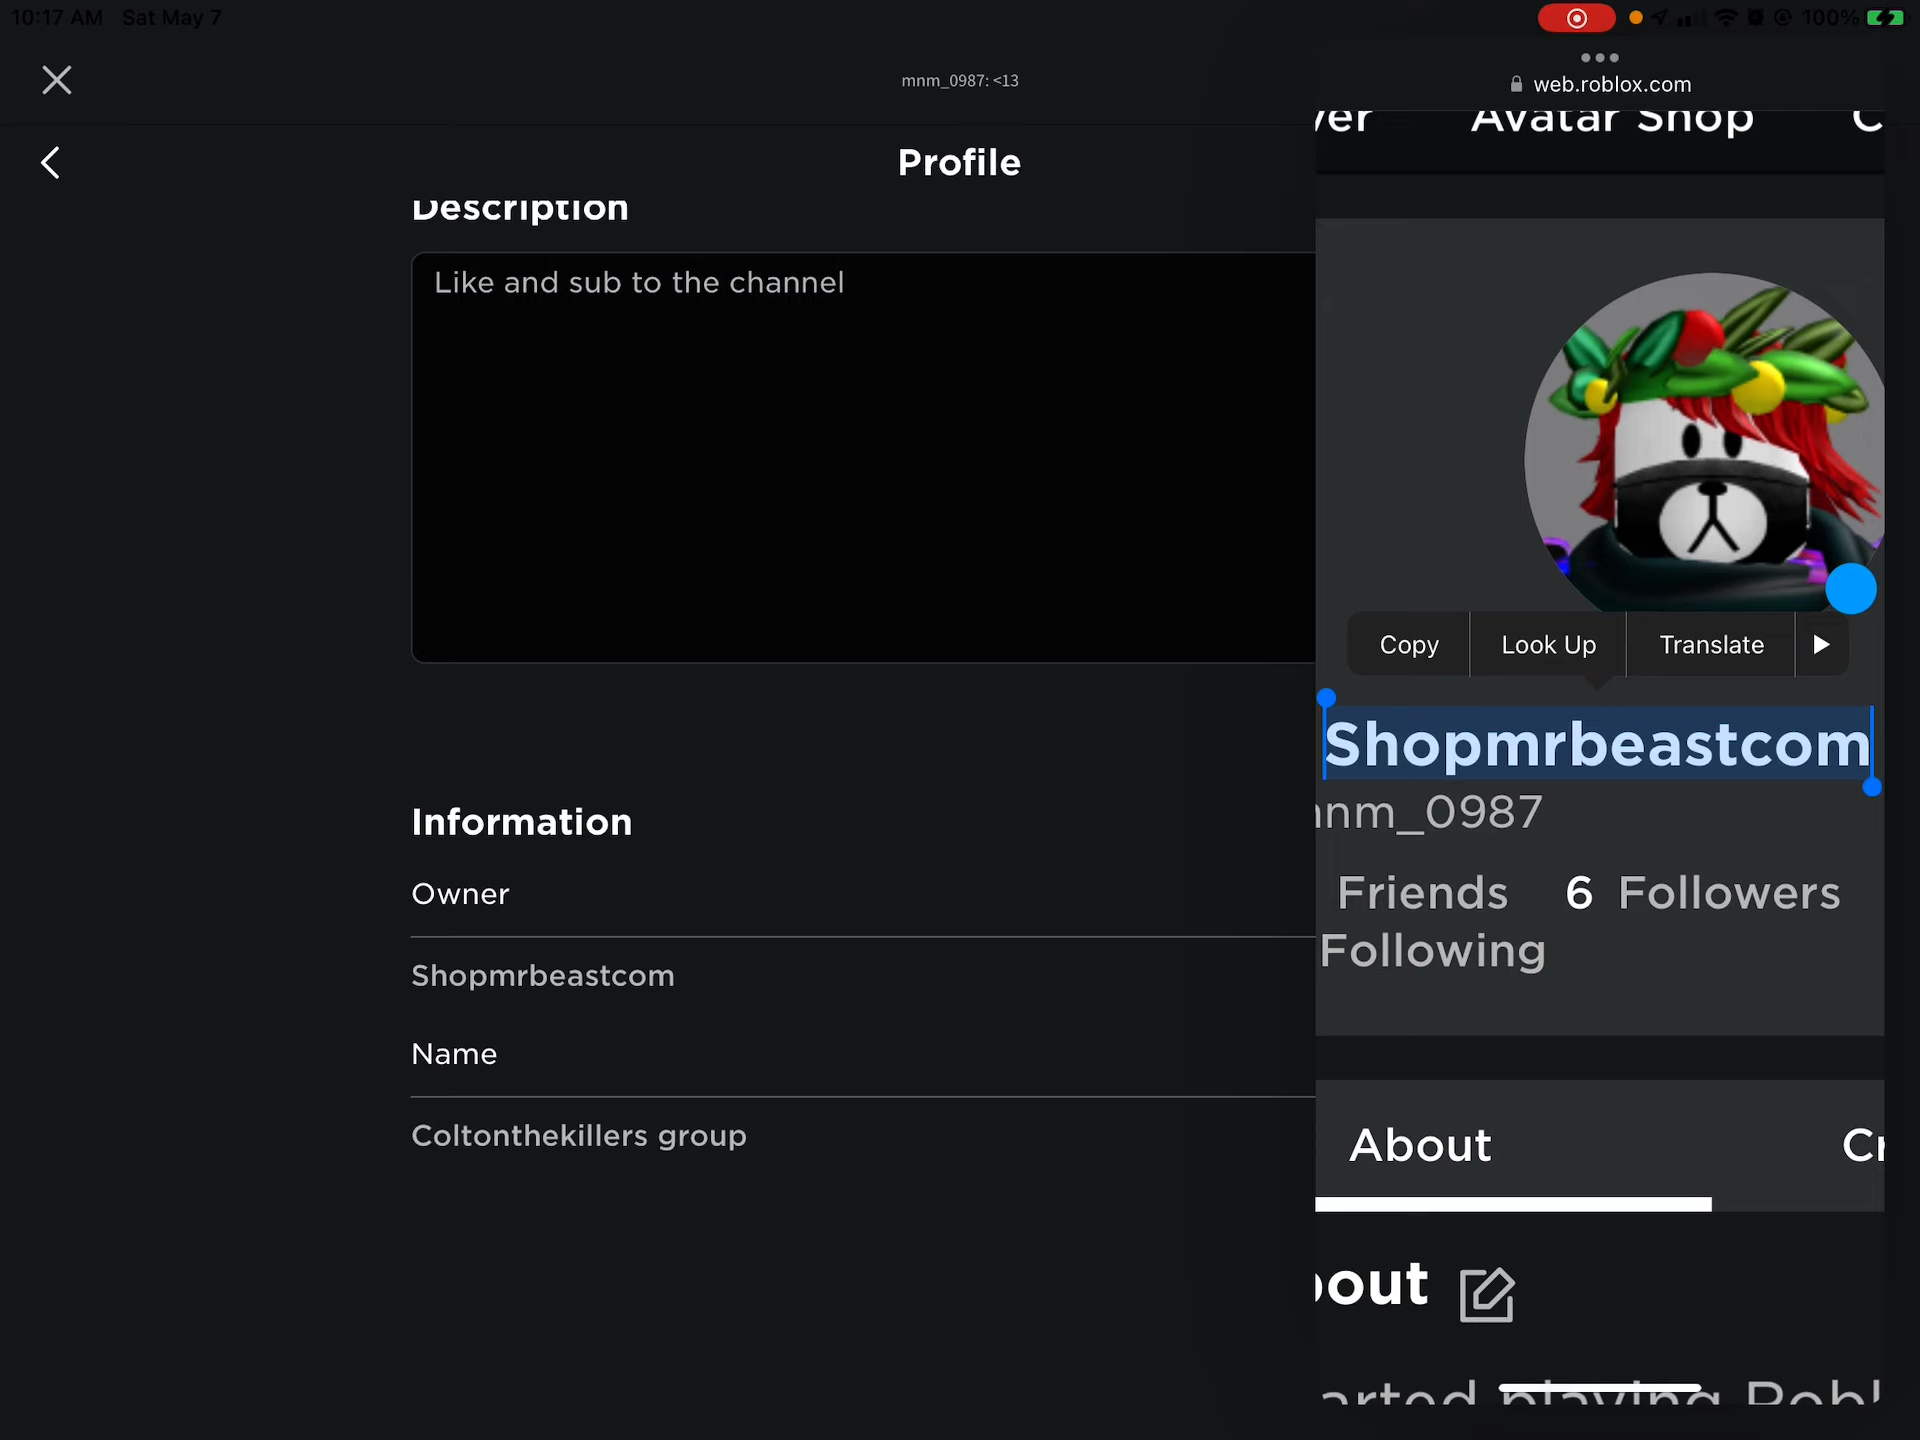 10:17 AM Sat May 7
100%
mnm_0987: <13
Profile
Description
Like and sub to the channel
Information
Owner
Shopmrbeastcom
Name
Coltonthekillers group
web.roblox.com
Avatar Shop
Copy
Look Up
Translate
Shopmrbeastcom
mnm_0987
Friends 6 Followers
Following
About